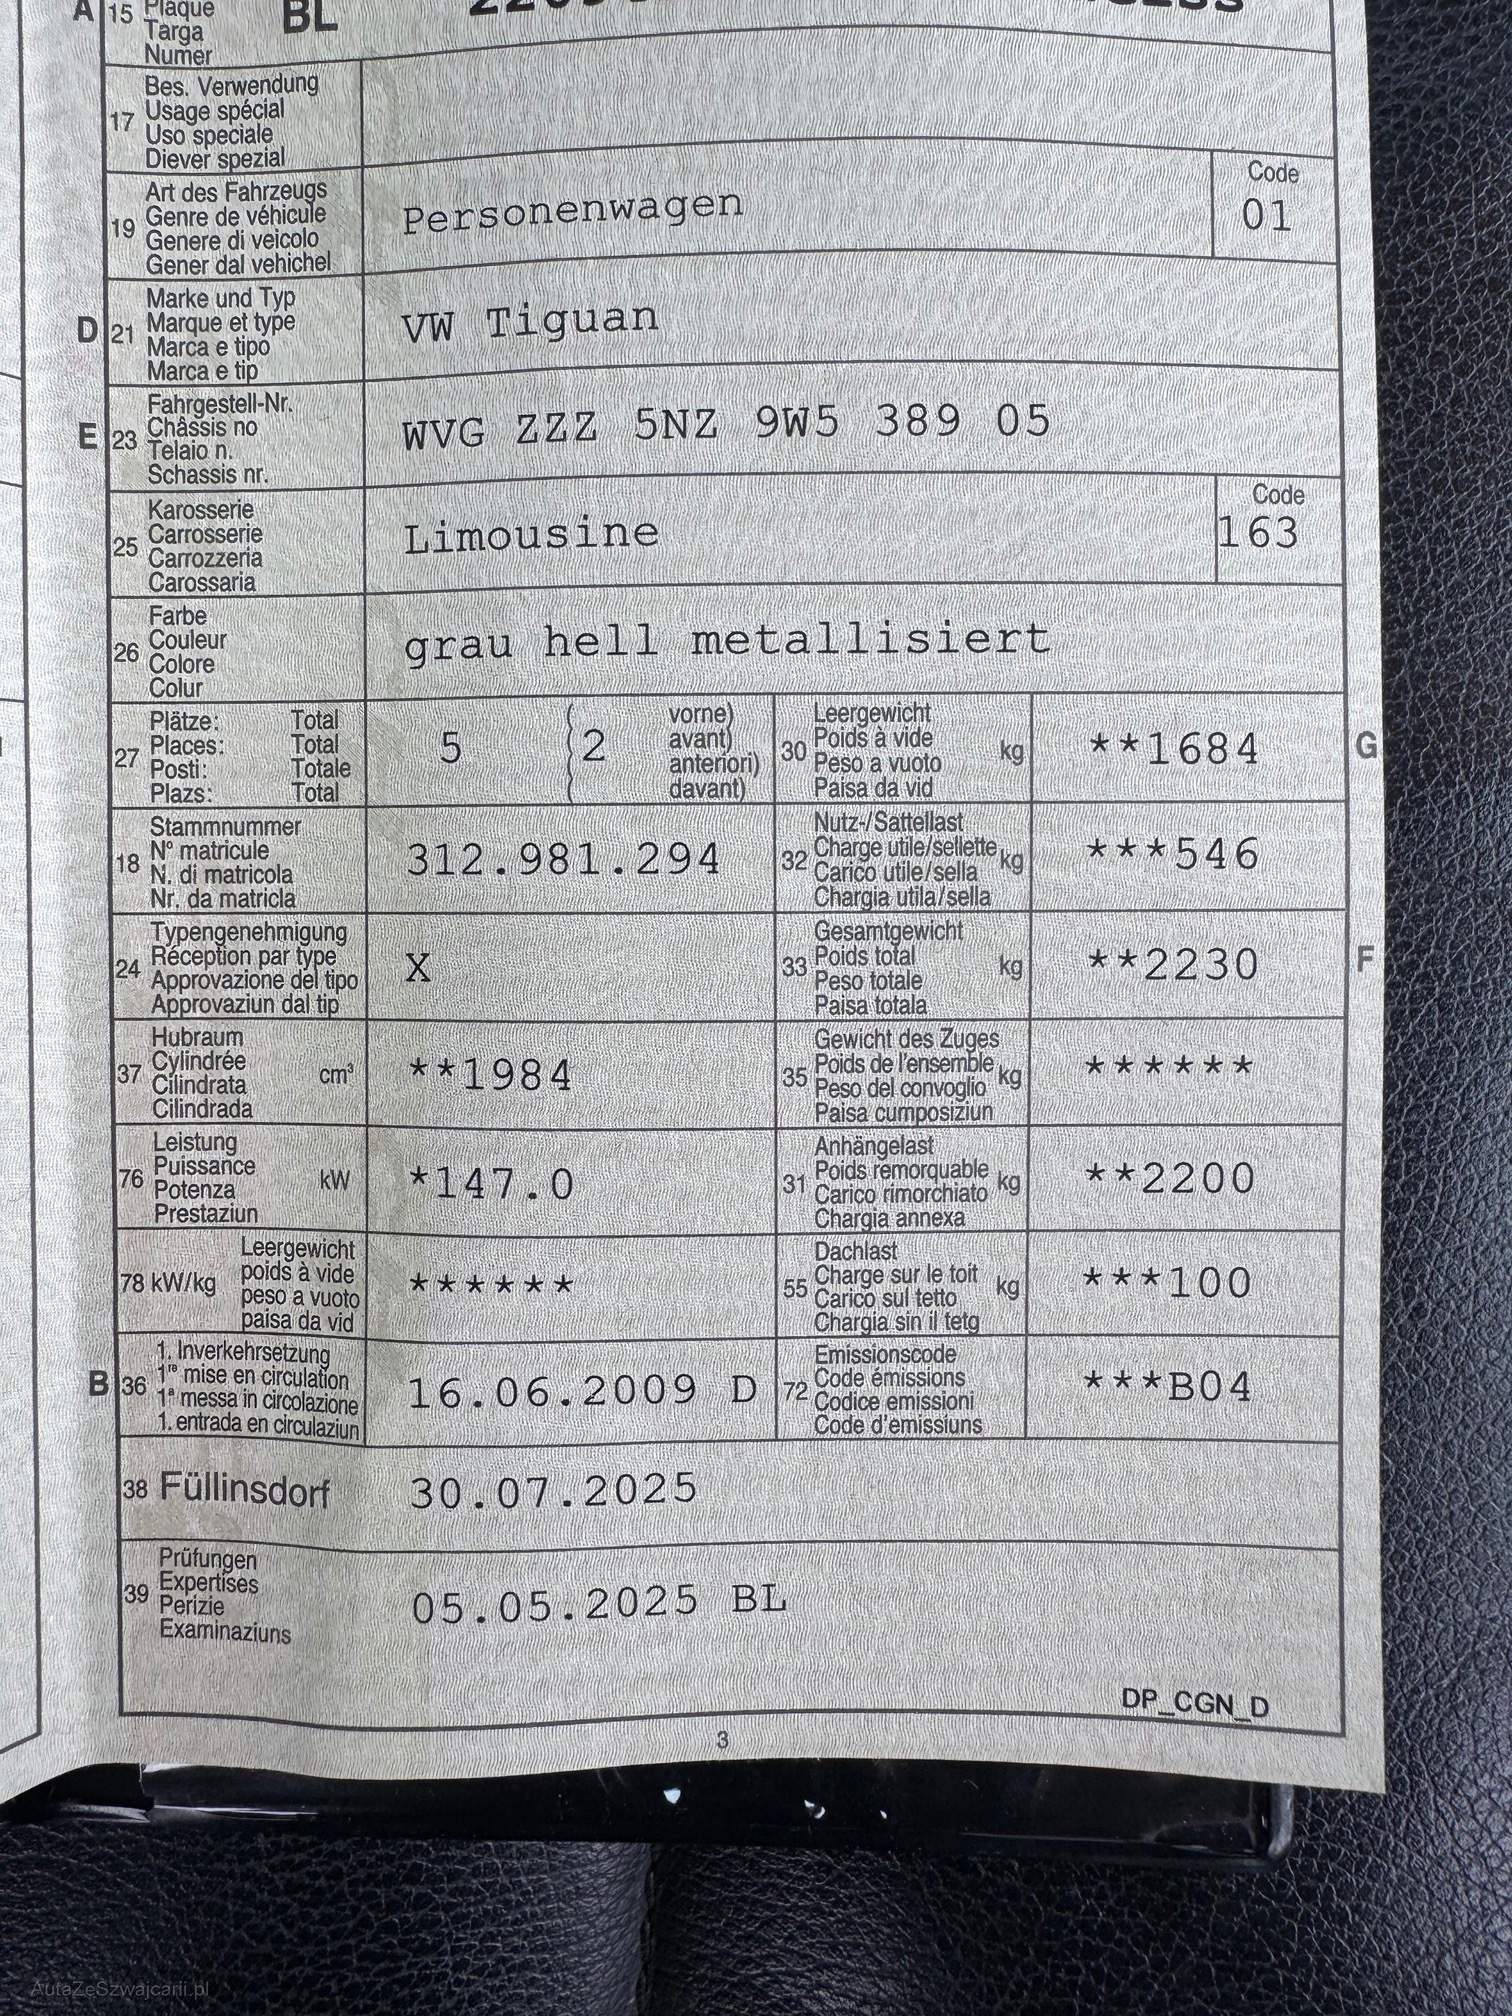 A 15 Plaque BL
Targa
Numer
17 Bes. Verwendung
Usage spécial
Uso speciale
Diever spezial
19 Art des Fahrzeugs
Genre de véhicule
Genere di veicolo
Gener dal vehichel
Personenwagen
Code
01
D 21 Marke und Typ
Marque et type
Marca e tipo
Marca e tip
VW Tiguan
E 23 Fahrgestell-Nr.
Châssis no
Telaio n.
Schassis nr.
WVG ZZZ 5NZ 9W5 389 05
25 Karosserie
Carrosserie
Carrozzeria
Carossaria
Limousine
Code
163
26 Farbe
Couleur
Colore
Colur
grau hell metallisiert
27 Plätze: Total
Places: Total
Posti: Totale
Plazs: Total
5 (2 vorne)
avant)
anteriori)
davant)
30 Leergewicht
Poids à vide kg
Peso a vuoto
Paisa da vid
**1684 G
18 Stammnummer
N° matricule
N. di matricola
Nr. da matricla
312.981.294
32 Nutz-/Sattellast
Charge utile/sellette kg
Carico utile/sella
Chargia utila/sella
***546
24 Typengenehmigung
Réception par type
Approvazione del tipo
Approvaziun dal tip
X
33 Gesamtgewicht
Poids total kg
Peso totale
Paisa totala
**2230 F
37 Hubraum
Cylindrée cm³
Cilindrata
Cilindrada
**1984
35 Gewicht des Zuges
Poids de l'ensemble kg
Peso del convoglio
Paisa cumposiziun
******
76 Leistung
Puissance kW
Potenza
Prestaziun
*147.0
31 Anhängelast
Poids remorquable kg
Carico rimorchiato
Chargia annexa
**2200
78 kW/kg Leergewicht
poids à vide
peso a vuoto
paisa da vid
******
55 Dachlast
Charge sur le toit kg
Carico sul tetto
Chargia sin il tetg
***100
B 36 1. Inverkehrsetzung
1re mise en circulation
1a messa in circolazione
1. entrada en circulaziun
16.06.2009 D
72 Emissionscode
Code émissions
Codice emissioni
Code d'emissiuns
***B04
38 Füllinsdorf 30.07.2025
39 Prüfungen
Expertises
Perizie
Examinaziuns
05.05.2025 BL
DP_CGN_D
3
AutaZeSzwajcarii.pl